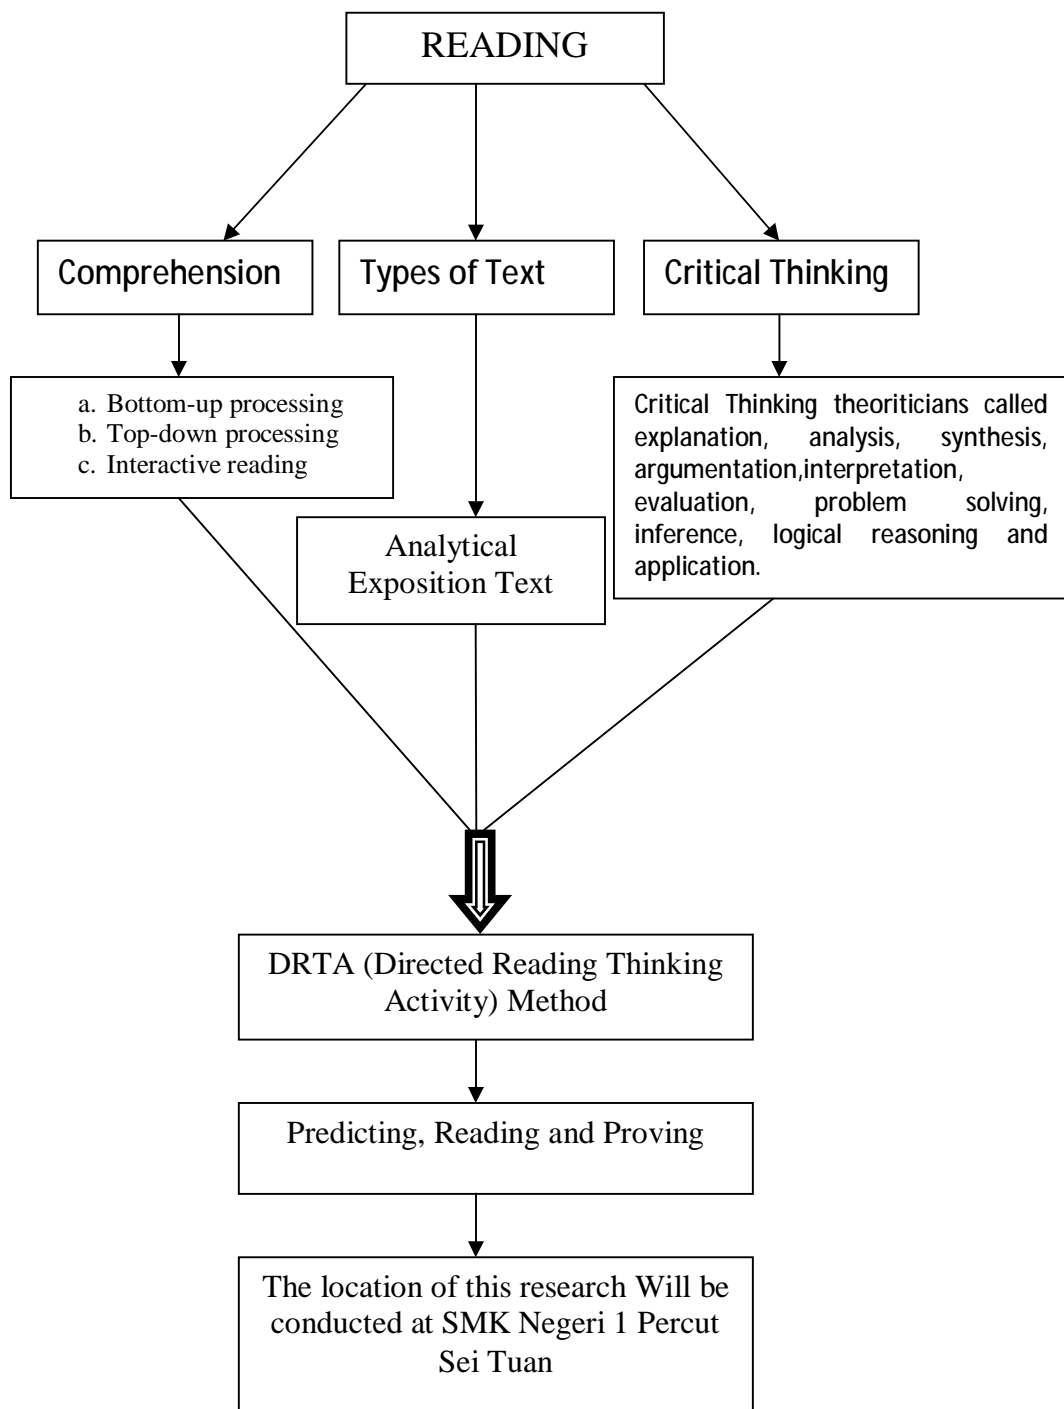 READING
Comprehension
Types of Text
Critical Thinking
a. Bottom-up processing
b. Top-down processing
c. Interactive reading
Analytical
Exposition Text
Critical Thinking theoriticians called
explanation, analysis, synthesis,
argumentation,interpretation,
evaluation, problem solving,
inference, logical reasoning and
application.
DRTA (Directed Reading Thinking
Activity) Method
Predicting, Reading and Proving
The location of this research Will be
conducted at SMK Negeri 1 Percut
Sei Tuan